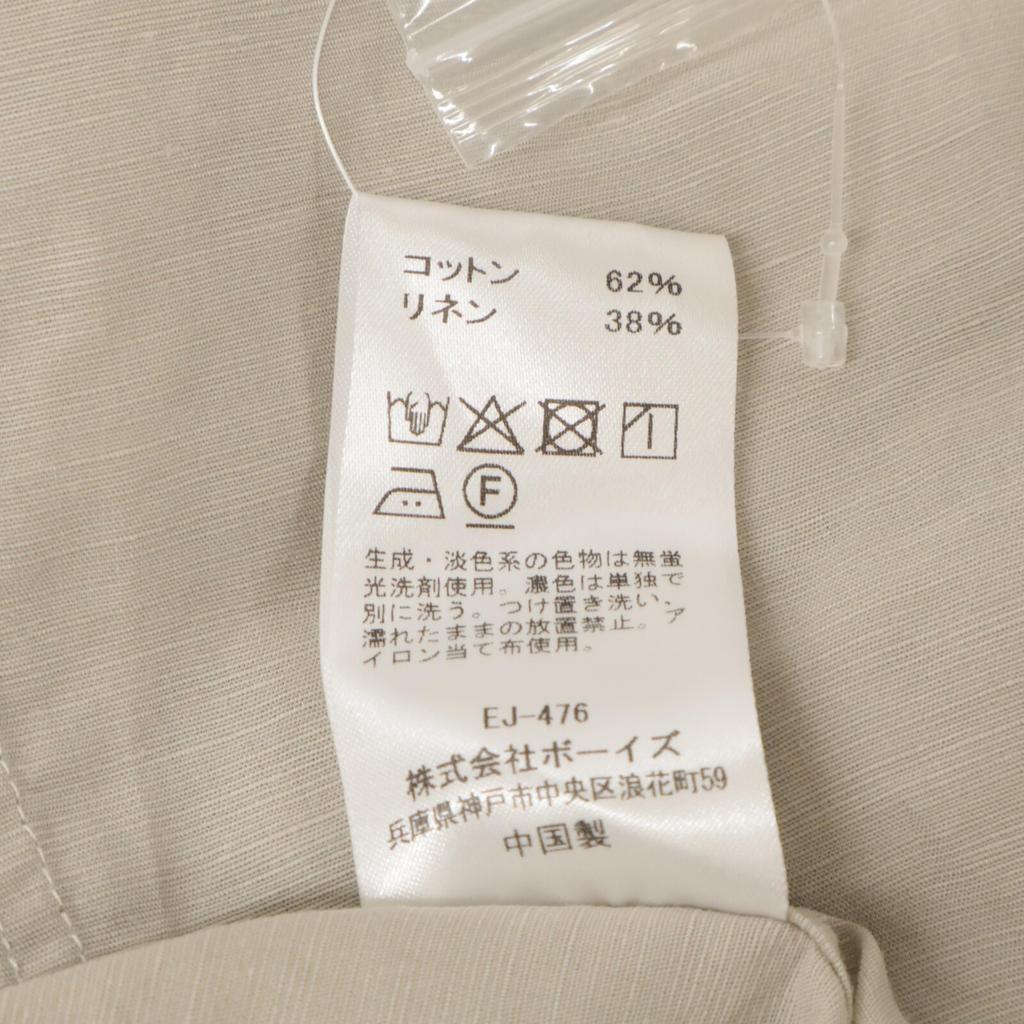 コットン 62%
リネン 38%
F
生成・淡色系の色物は無蛍
光洗剤使用。濃色は単独で
別に洗う。つけ置き洗い、
濡れたままの放置禁止。ア
イロン当て布使用。
EJ-476
株式会社ボーイズ
兵庫県神戸市中央区浪花町59
中国製